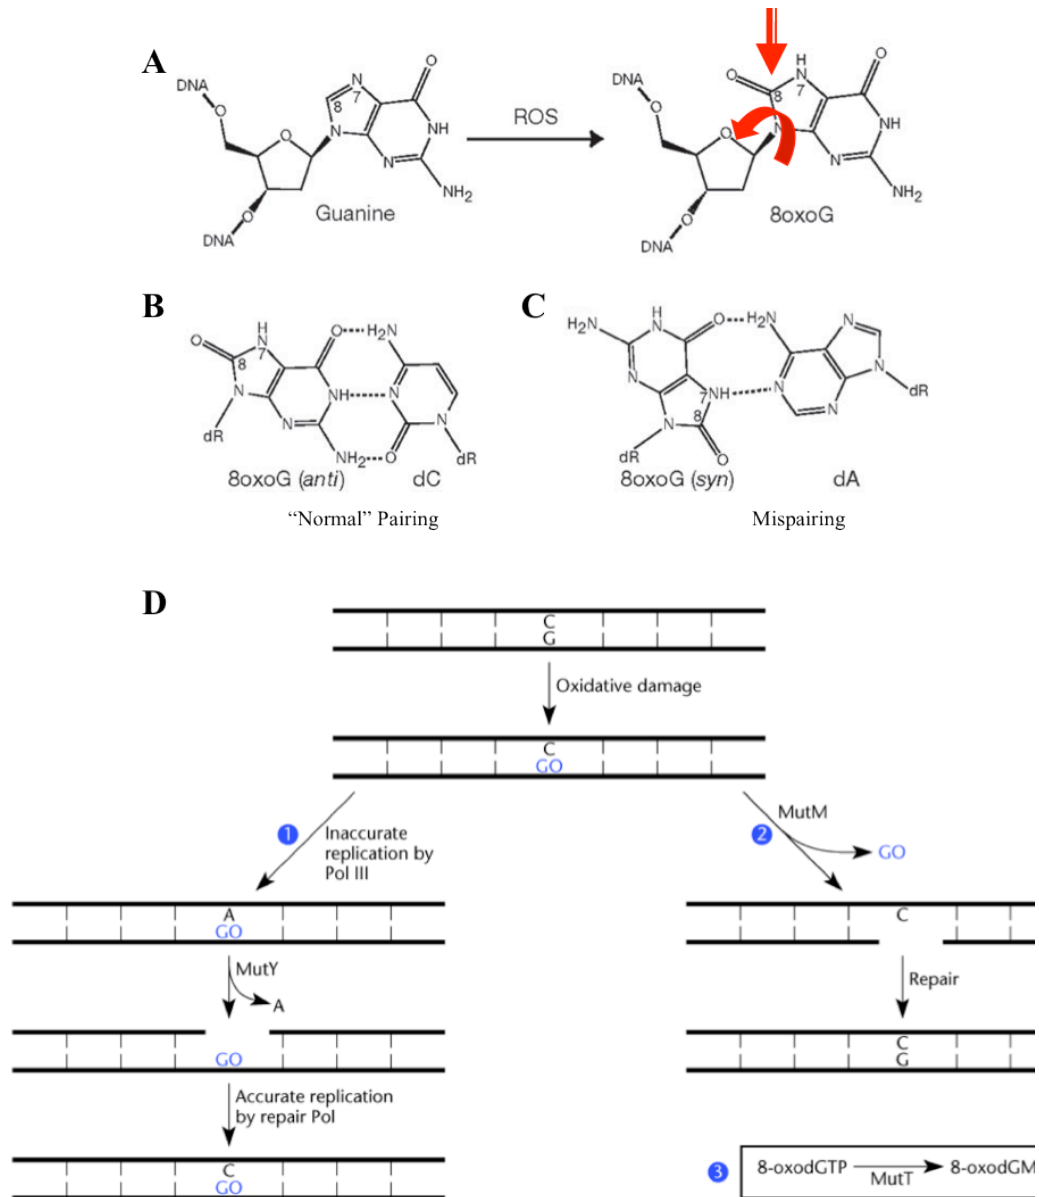 A
DNA
O
O
N
7
8
N
O
NH
N
NH2
O
DNA
Guanine
ROS
DNA
O
O
O
8
H
N
7
N
O
NH
N
NH2
O
DNA
8oxoG
B
O
H
N
7
8
N
dR
O
H2N
NH
N
N
NH2
O
N
dR
8oxoG (anti)
dC
"Normal" Pairing
C
H2N
H
N
O
H2N
N
N
7
NH
8
N
dR
O
N
N
N
N
dR
8oxoG (syn)
dA
Mispairing
D
C
G
Oxidative damage
C
GO
1
Inaccurate
replication by
Pol III
MutM
2
GO
A
GO
C
MutY
A
Repair
GO
C
G
Accurate replication
by repair Pol
C
GO
3
8-oxodGTP
MutT
8-oxodGM